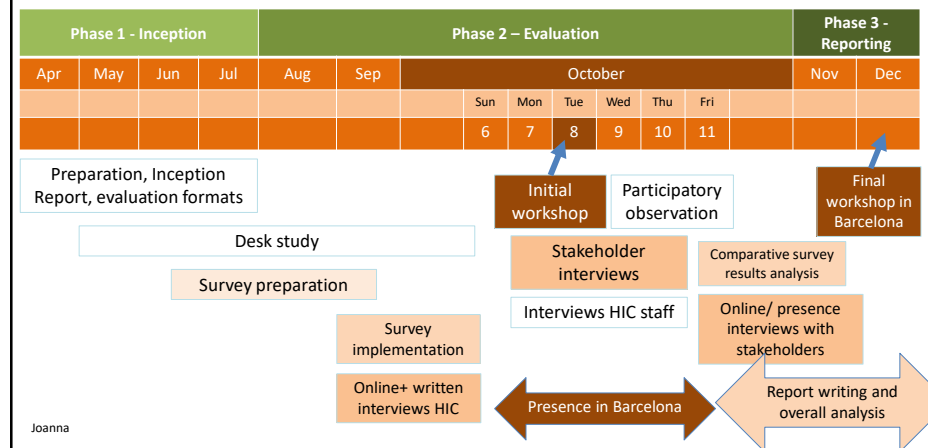 Phase 1 - Inception
Phase 2 – Evaluation
Phase 3 -
Reporting
Apr May Jun Jul Aug Sep October Nov Dec
Sun Mon Tue Wed Thu Fri
6 7 8 9 10 11
Preparation, Inception
Report, evaluation formats
Initial
workshop
Participatory
observation
Final
workshop in
Barcelona
Desk study
Stakeholder
interviews
Comparative survey
results analysis
Survey preparation
Interviews HIC staff
Online/ presence
interviews with
stakeholders
Survey
implementation
Online+ written
interviews HIC
Presence in Barcelona
Report writing and
overall analysis
Joanna